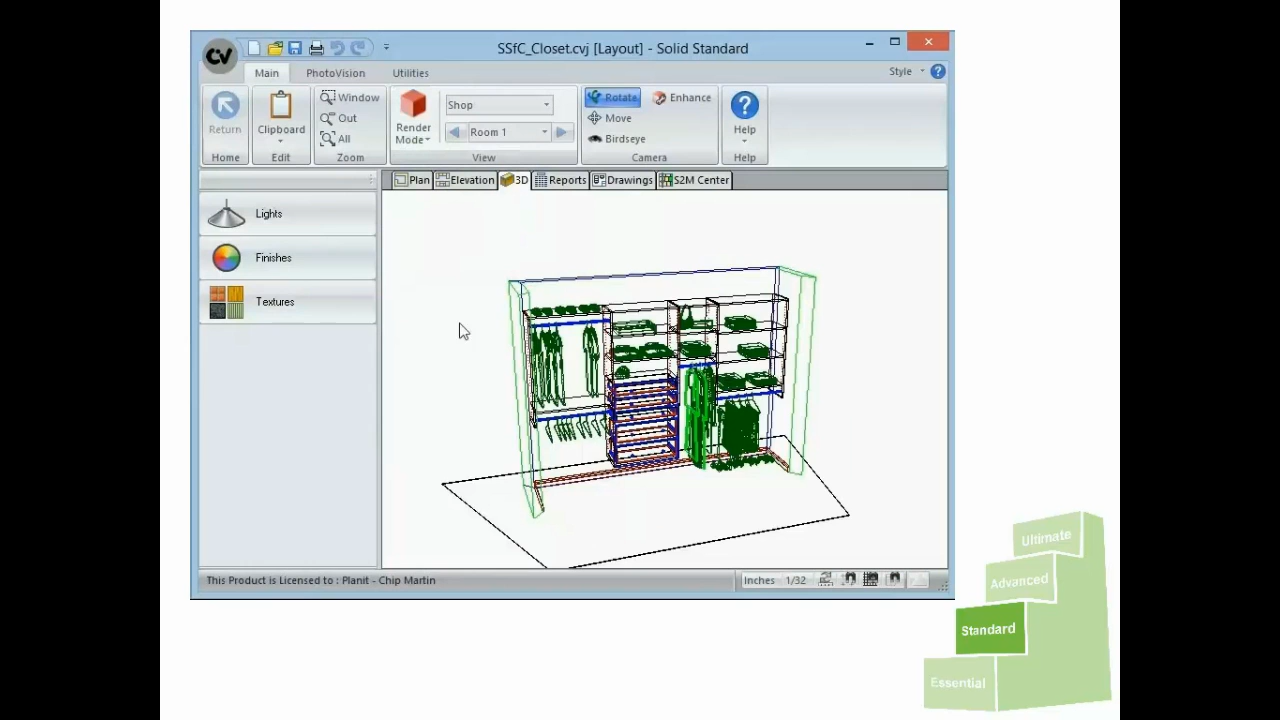 CV
SSfC_Closet.cvj [Layout] - Solid Standard
Main PhotoVision Utilities Style
Return
Home
Clipboard
Edit
Window
Out
All
Zoom
Render Mode
Shop
Room 1
View
Rotate
Enhance
Move
Birdseye
Camera
Help
Help
Plan Elevation 3D Reports Drawings S2M Center
Lights
Finishes
Textures
This Product is Licensed to : Planit - Chip Martin
Inches 1/32
Ultimate
Advanced
Standard
Essential